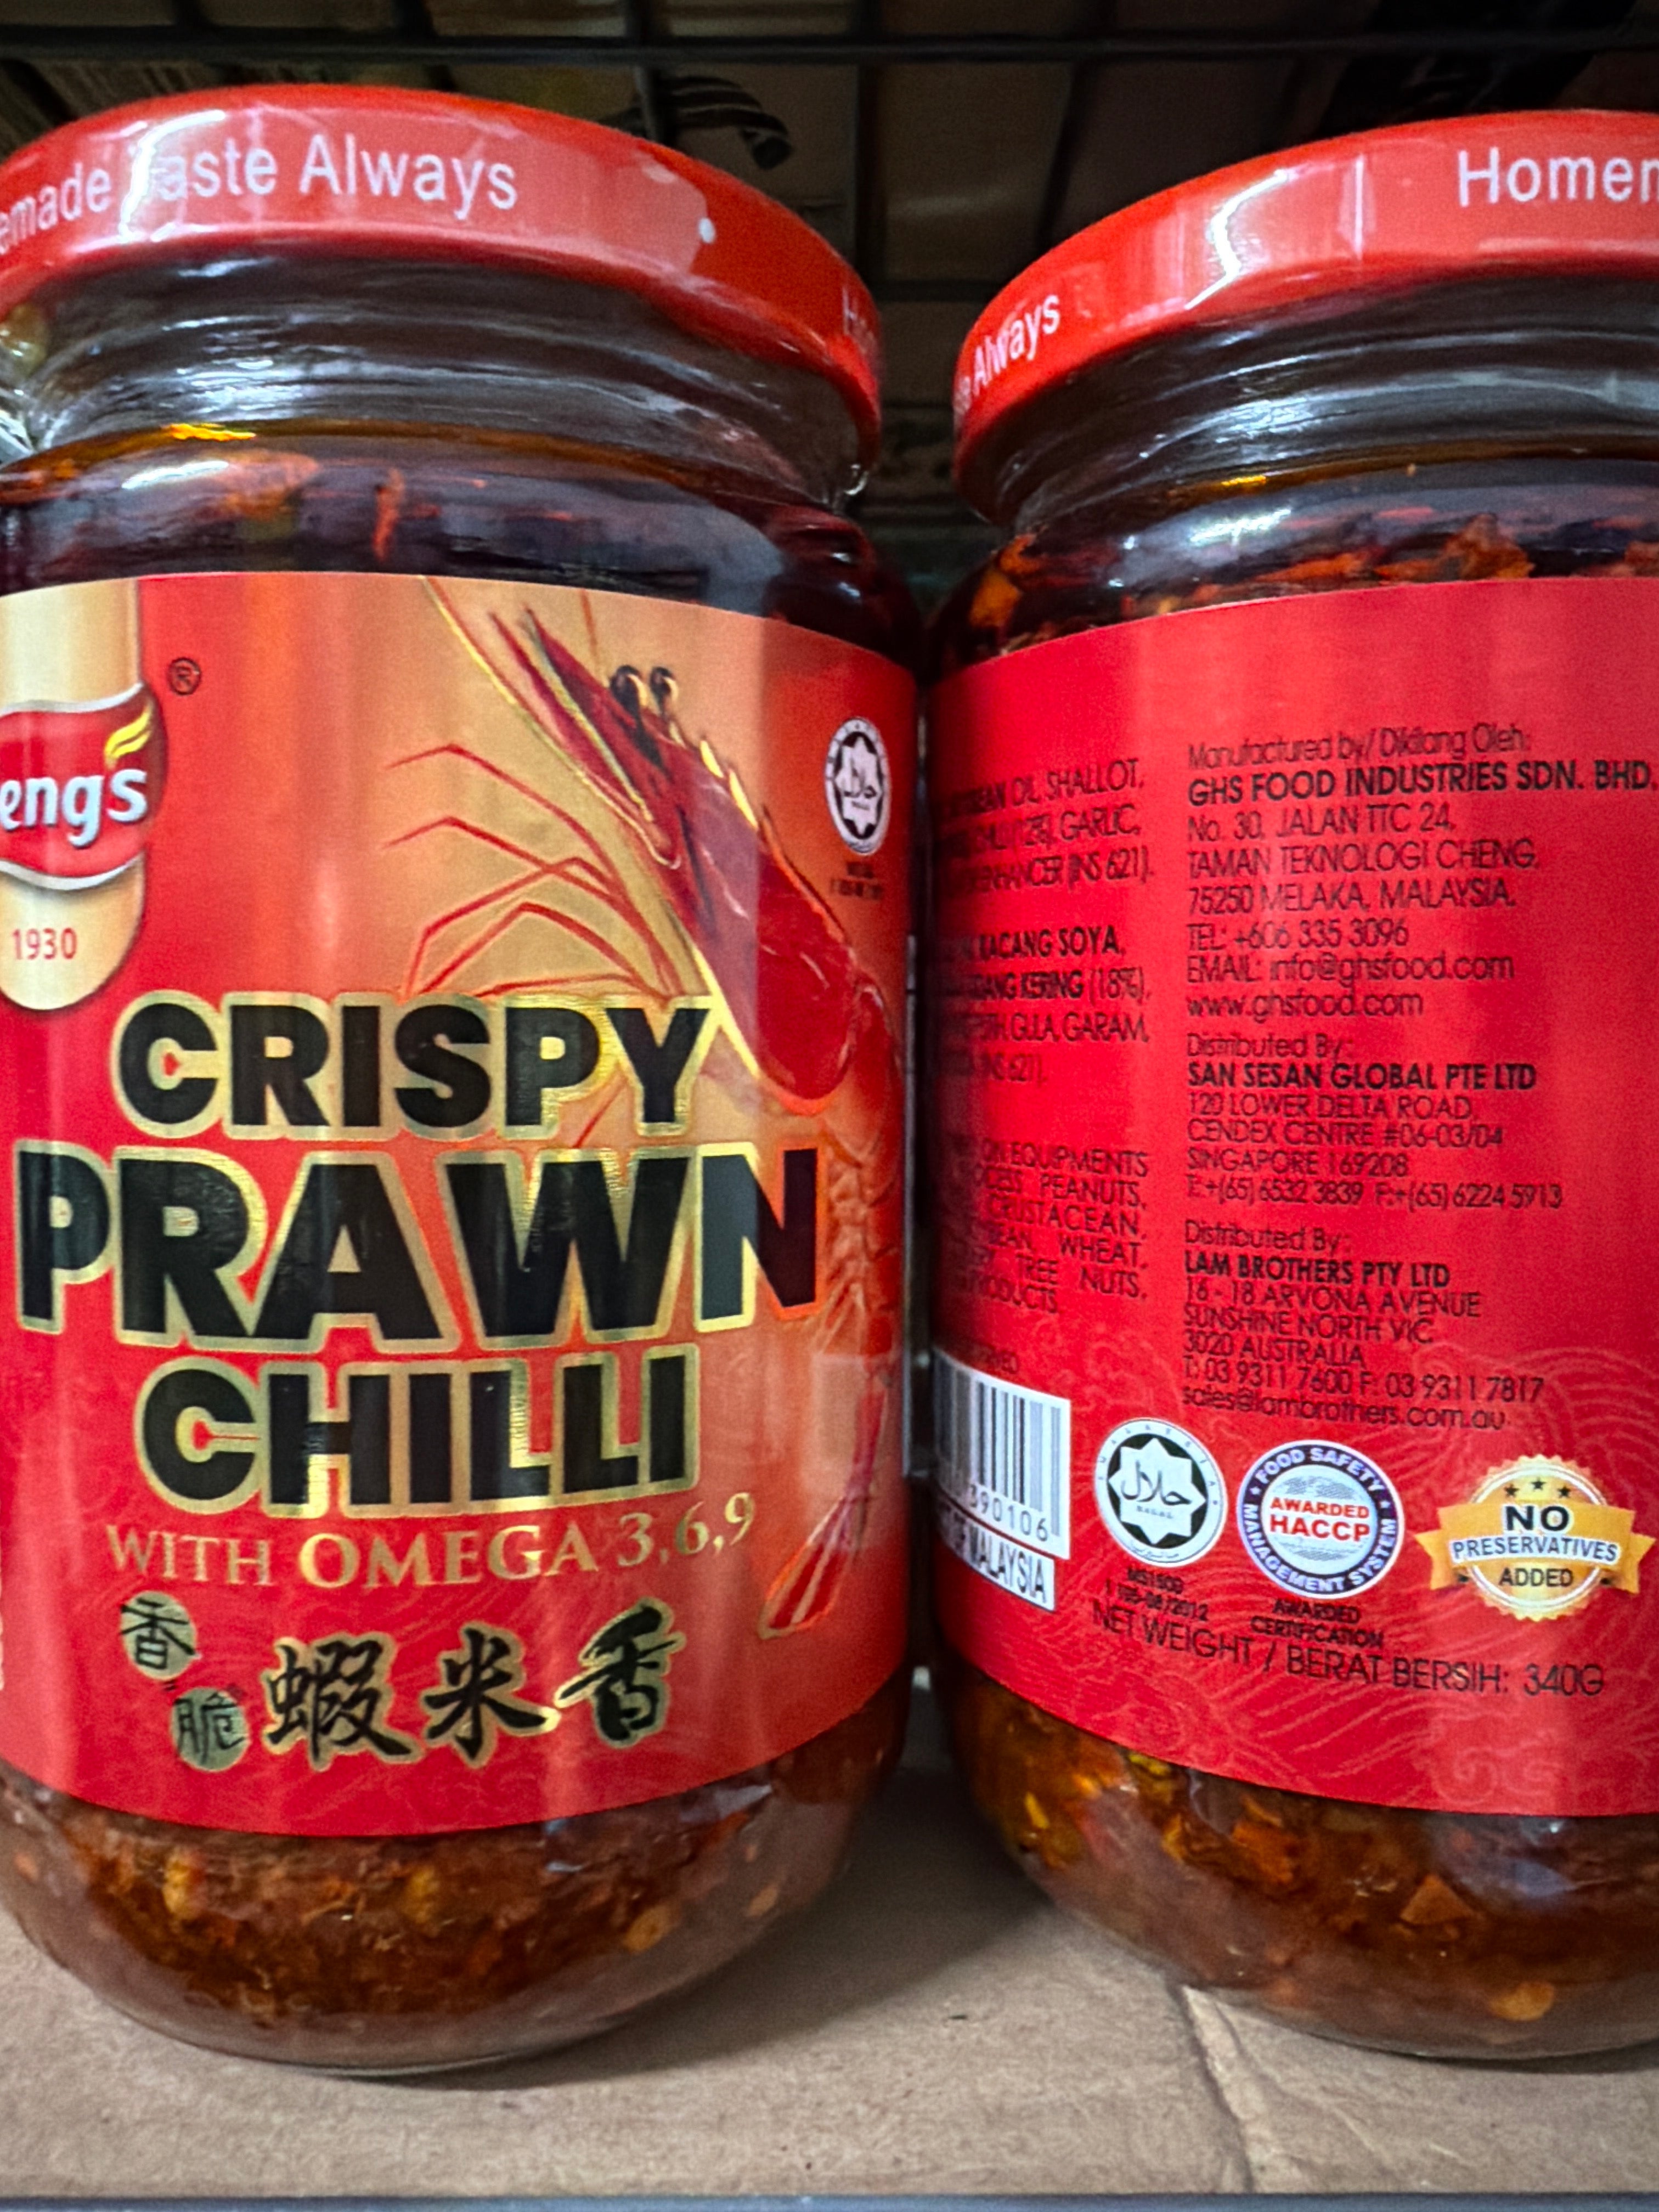 Taste Always
®
eng's
1930
CRISPY
PRAWN
CHILLI
WITH OMEGA 3,6,9
香脆
蝦米香
Always
Homem
OIL, SHALLOT,
GARLIC,
ENHANCER (INS 621).
KACANG SOYA,
KERING (18%),
GULA, GARAM,
ON EQUIPMENTS
PEANUTS,
CRUSTACEAN,
WHEAT,
TREE NUTS,
PRODUCTS.
390106
OF MALAYSIA
Manufactured by/ Dikilang Oleh:
GHS FOOD INDUSTRIES SDN. BHD.
No. 30, JALAN TTC 24,
TAMAN TEKNOLOGI CHENG,
75250 MELAKA, MALAYSIA.
TEL: +606 335 3096
EMAIL: info@ghsfood.com
www.ghsfood.com
Distributed By:
SAN SESAN GLOBAL PTE LTD
120 LOWER DELTA ROAD,
CENDEX CENTRE #06-03/04
SINGAPORE 169208
T:+(65) 6532 3839 F:+(65) 6224 5913
Distributed By:
LAM BROTHERS PTY LTD
16 - 18 ARVONA AVENUE
SUNSHINE NORTH VIC
3020 AUSTRALIA
T: 03 9311 7600 F: 03 9311 7817
sales@lambrothers.com.au
حلال
HALAL
MS1500
1 105-08/2012
FOOD SAFETY
AWARDED
HACCP
MANAGEMENT SYSTEM
AWARDED
CERTIFICATION
NO
PRESERVATIVES
ADDED
NET WEIGHT / BERAT BERSIH: 340G